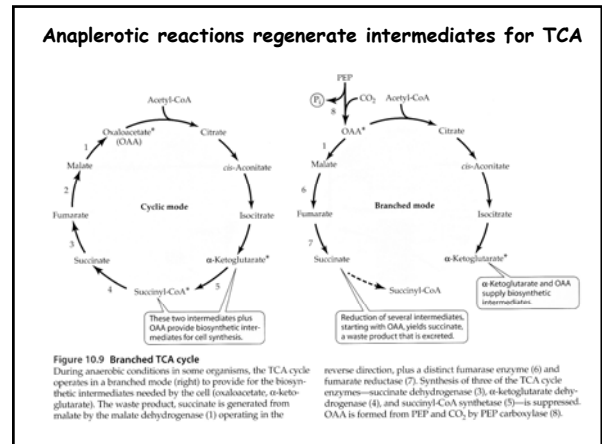 Anaplerotic reactions regenerate intermediates for TCA
Acetyl-CoA
Oxaloacetate*
(OAA)
Citrate
cis-Aconitate
Isocitrate
α-Ketoglutarate*
Succinyl-CoA*
Succinate
Fumarate
Malate
Cyclic mode
1
2
3
4
5
These two intermediates plus
OAA provide biosynthetic inter-
mediates for cell synthesis.
PEP
Pi
CO2
8
Acetyl-CoA
OAA*
Citrate
cis-Aconitate
Isocitrate
α-Ketoglutarate*
Malate
Fumarate
Succinate
Succinyl-CoA
Branched mode
1
6
7
α-Ketoglutarate and OAA
supply biosynthetic
intermediates.
Reduction of several intermediates,
starting with OAA, yields succinate,
a waste product that is excreted.
Figure 10.9 Branched TCA cycle
During anaerobic conditions in some organisms, the TCA cycle
operates in a branched mode (right) to provide for the biosyn-
thetic intermediates needed by the cell (oxaloacetate, α-keto-
glutarate). The waste product, succinate is generated from
malate by the malate dehydrogenase (1) operating in the
reverse direction, plus a distinct fumarase enzyme (6) and
fumarate reductase (7). Synthesis of three of the TCA cycle
enzymes—succinate dehydrogenase (3), α-ketoglutarate dehy-
drogenase (4), and succinyl-CoA synthetase (5)—is suppressed.
OAA is formed from PEP and CO2 by PEP carboxylase (8).